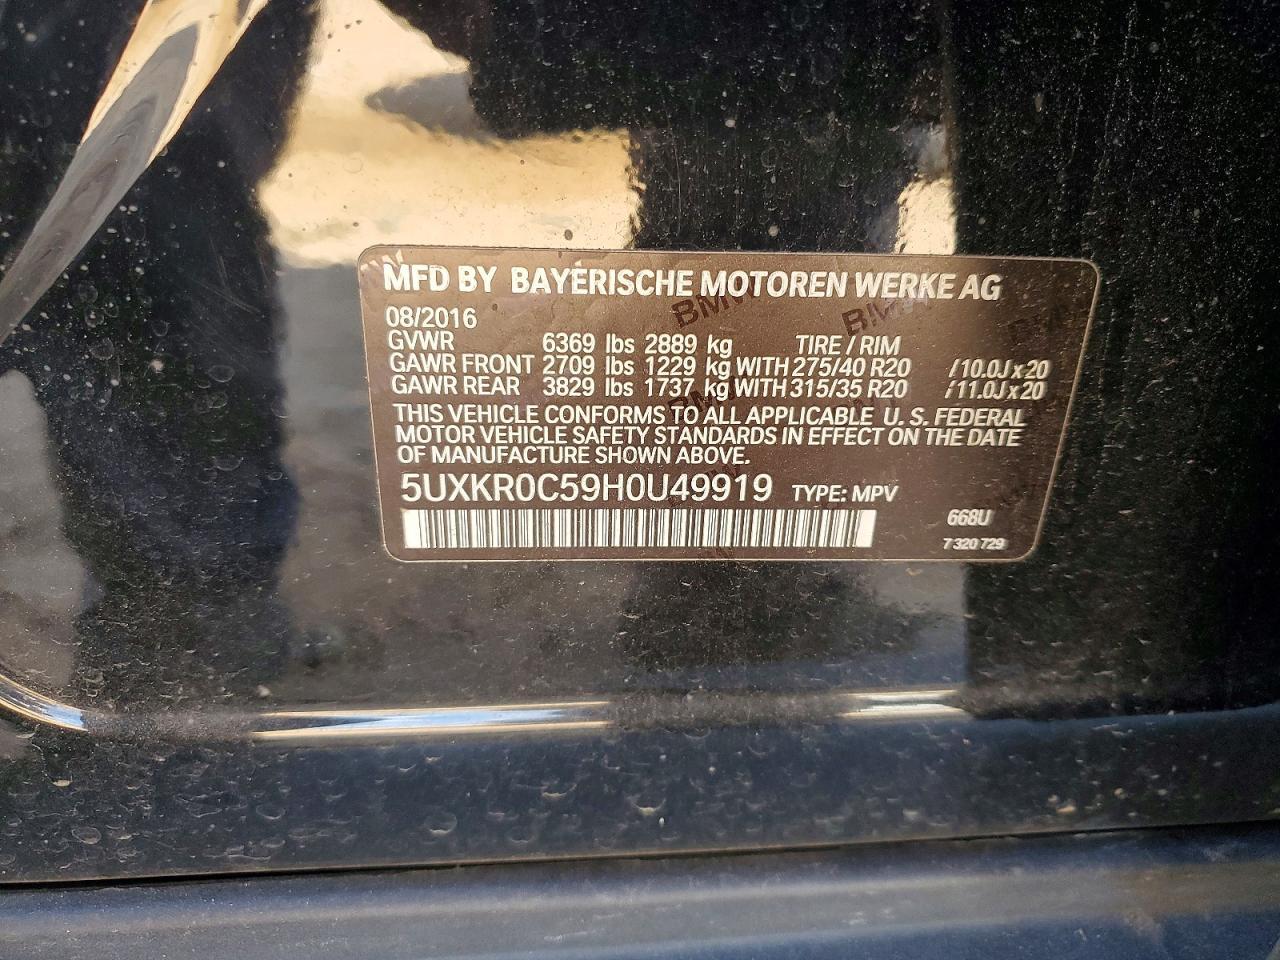 MFD BY BAYERISCHE MOTOREN WERKE AG
08/2016
GVWR 6369 lbs 2889 kg TIRE / RIM
GAWR FRONT 2709 lbs 1229 kg WITH 275/40 R20 / 10.0J x 20
GAWR REAR 3829 lbs 1737 kg WITH 315/35 R20 / 11.0J x 20
THIS VEHICLE CONFORMS TO ALL APPLICABLE U.S. FEDERAL
MOTOR VEHICLE SAFETY STANDARDS IN EFFECT ON THE DATE
OF MANUFACTURE SHOWN ABOVE.
5UXKR0C59H0U49919 TYPE: MPV
668U
7 320 729